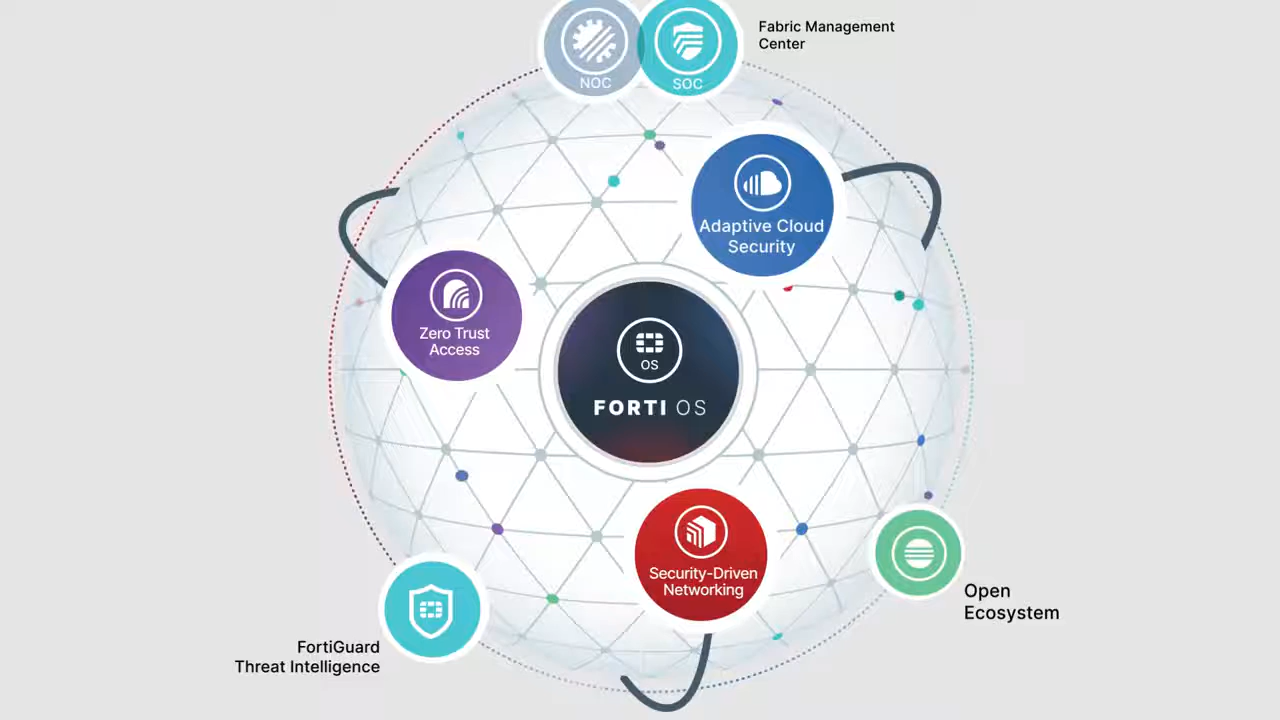 NOC
SOC
Fabric Management
Center
Adaptive Cloud
Security
Zero Trust
Access
OS
FORTI OS
Security-Driven
Networking
Open
Ecosystem
FortiGuard
Threat Intelligence